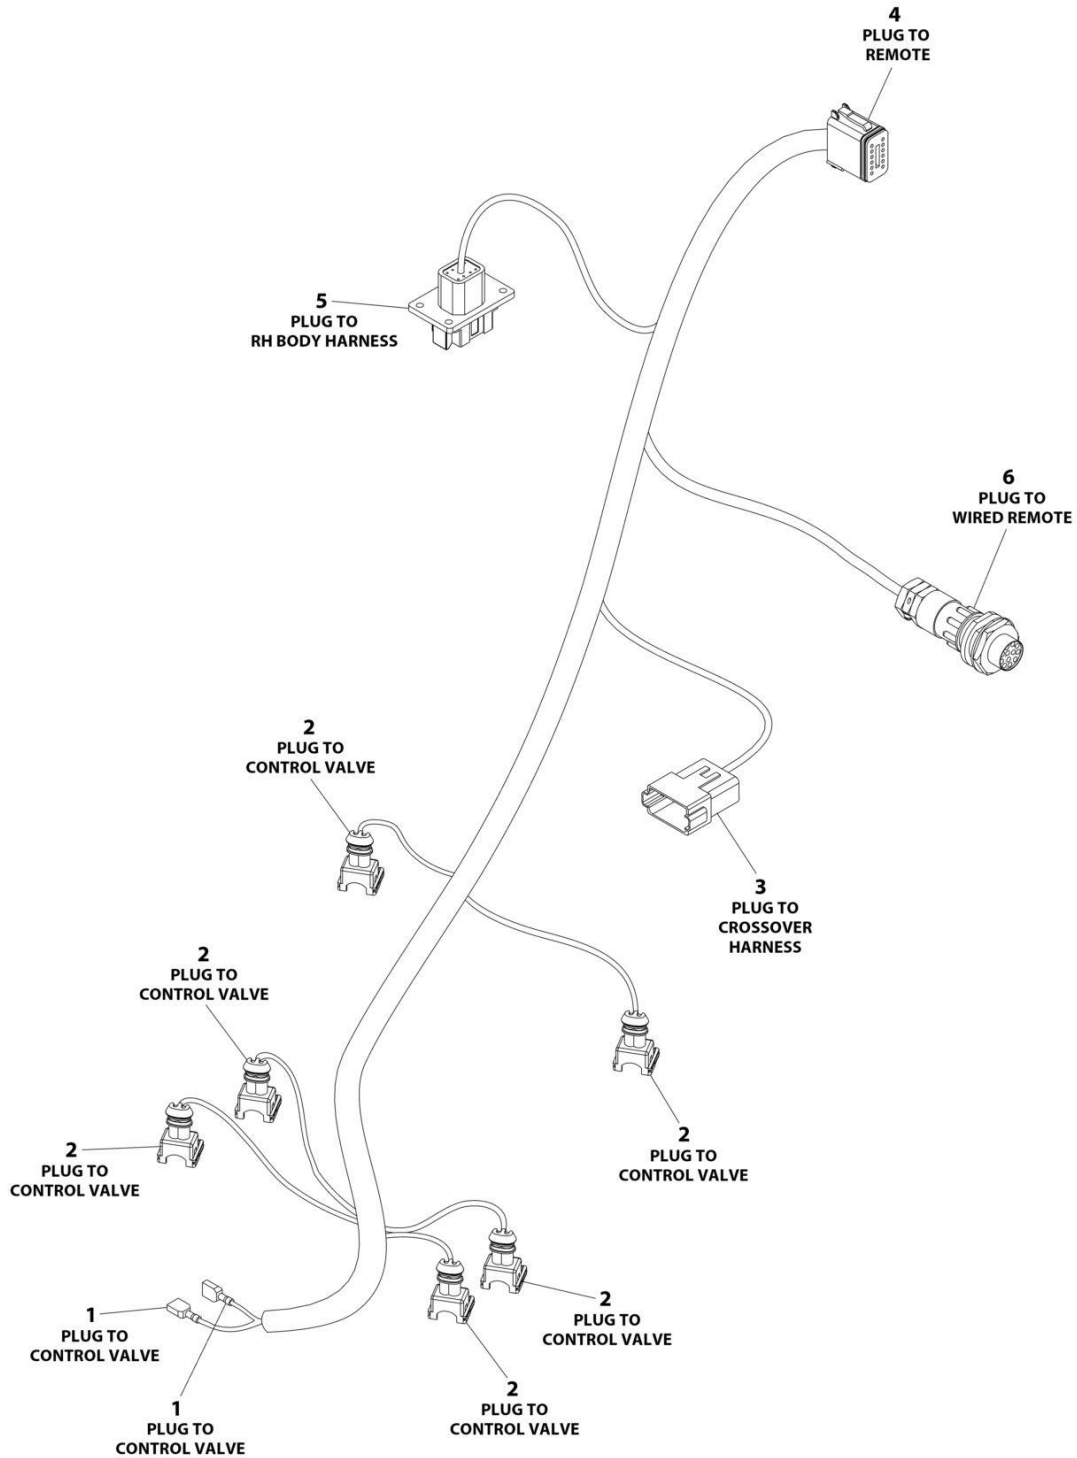 4
PLUG TO
REMOTE
5
PLUG TO
RH BODY HARNESS
6
PLUG TO
WIRED REMOTE
2
PLUG TO
CONTROL VALVE
3
PLUG TO
CROSSOVER
HARNESS
2
PLUG TO
CONTROL VALVE
2
PLUG TO
CONTROL VALVE
2
PLUG TO
CONTROL VALVE
2
PLUG TO
CONTROL VALVE
1
PLUG TO
CONTROL VALVE
2
PLUG TO
CONTROL VALVE
1
PLUG TO
CONTROL VALVE